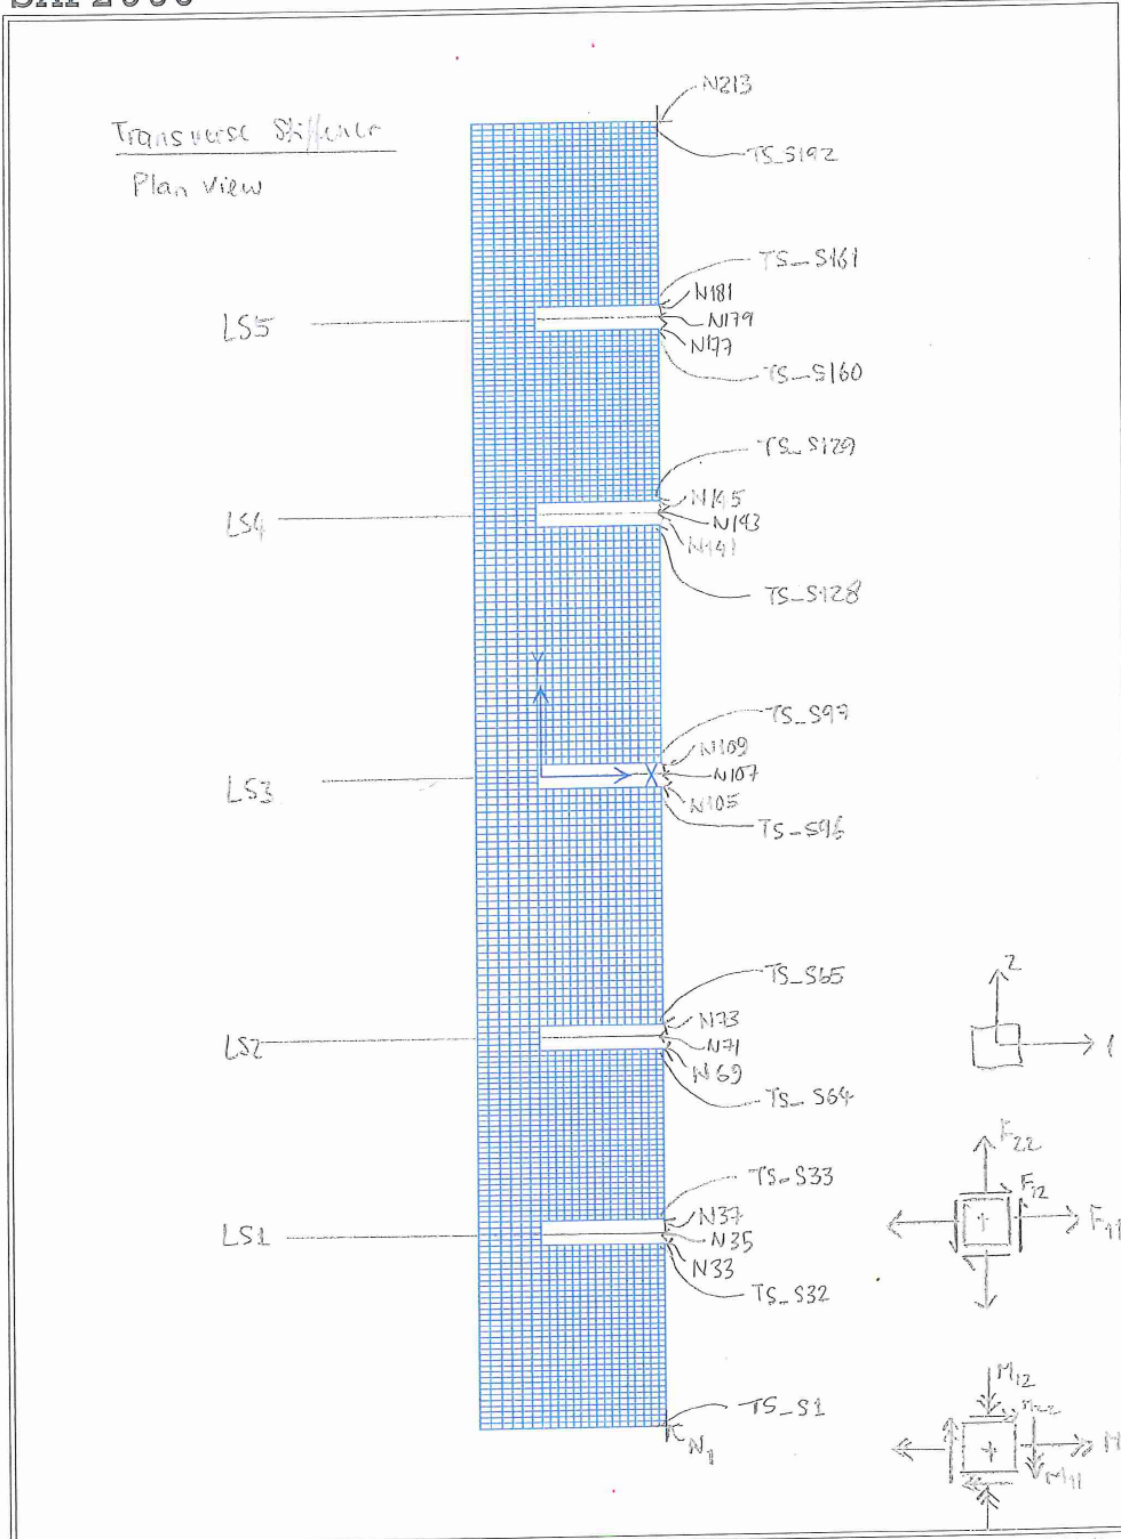 SAP2000
N213
Transverse Stiffener
TS_S192
Plan View
TS_S161
N181
LS5
N179
N177
TS_S160
TS_S129
N145
LS4
N143
N141
TS_S128
Y
TS_S97
N109
X
N107
LS3
N105
TS_S96
2
TS_S65
N73
LS2
N71
1
N69
TS_S64
F22
TS_S33
F12
N37
F11
LS1
N35
N33
TS_S32
M12
TS_S1
M22
N1
M
M11